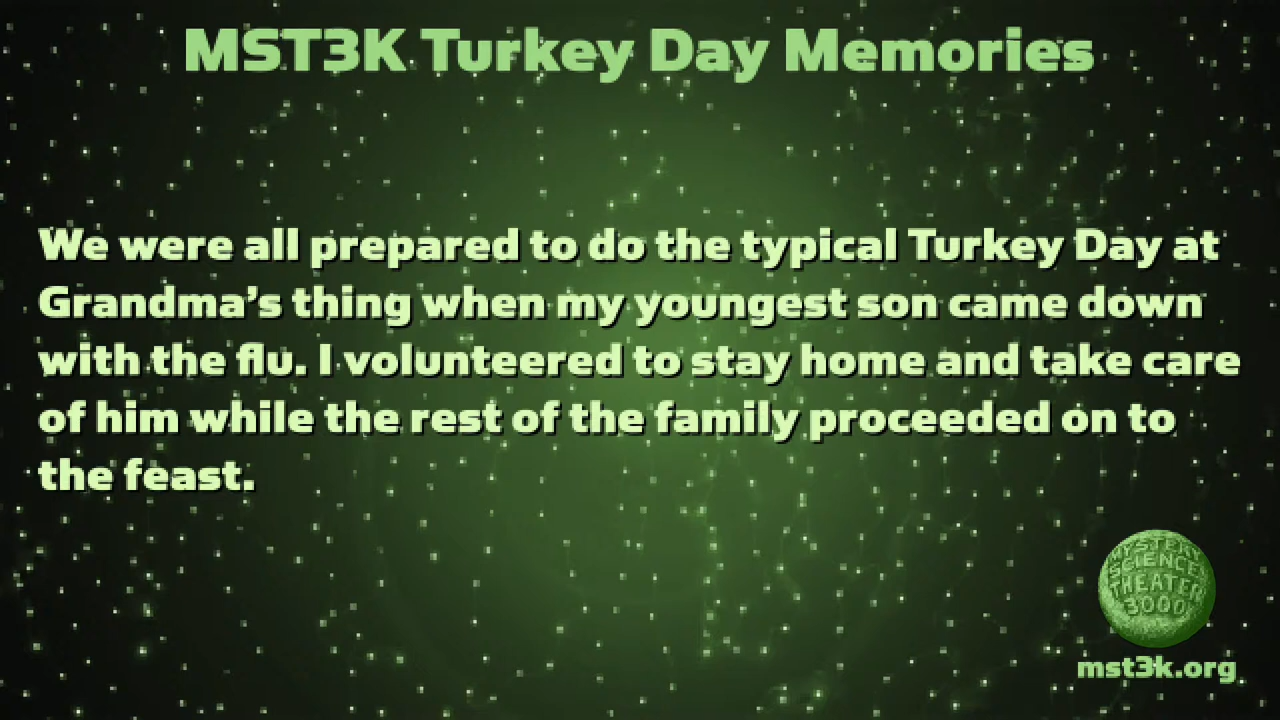 MST3K Turkey Day Memories
We were all prepared to do the typical Turkey Day at
Grandma’s thing when my youngest son came down
with the flu. I volunteered to stay home and take care
of him while the rest of the family proceeded on to
the feast.
MYSTERY
SCIENCE
THEATER
3000
mst3k.org